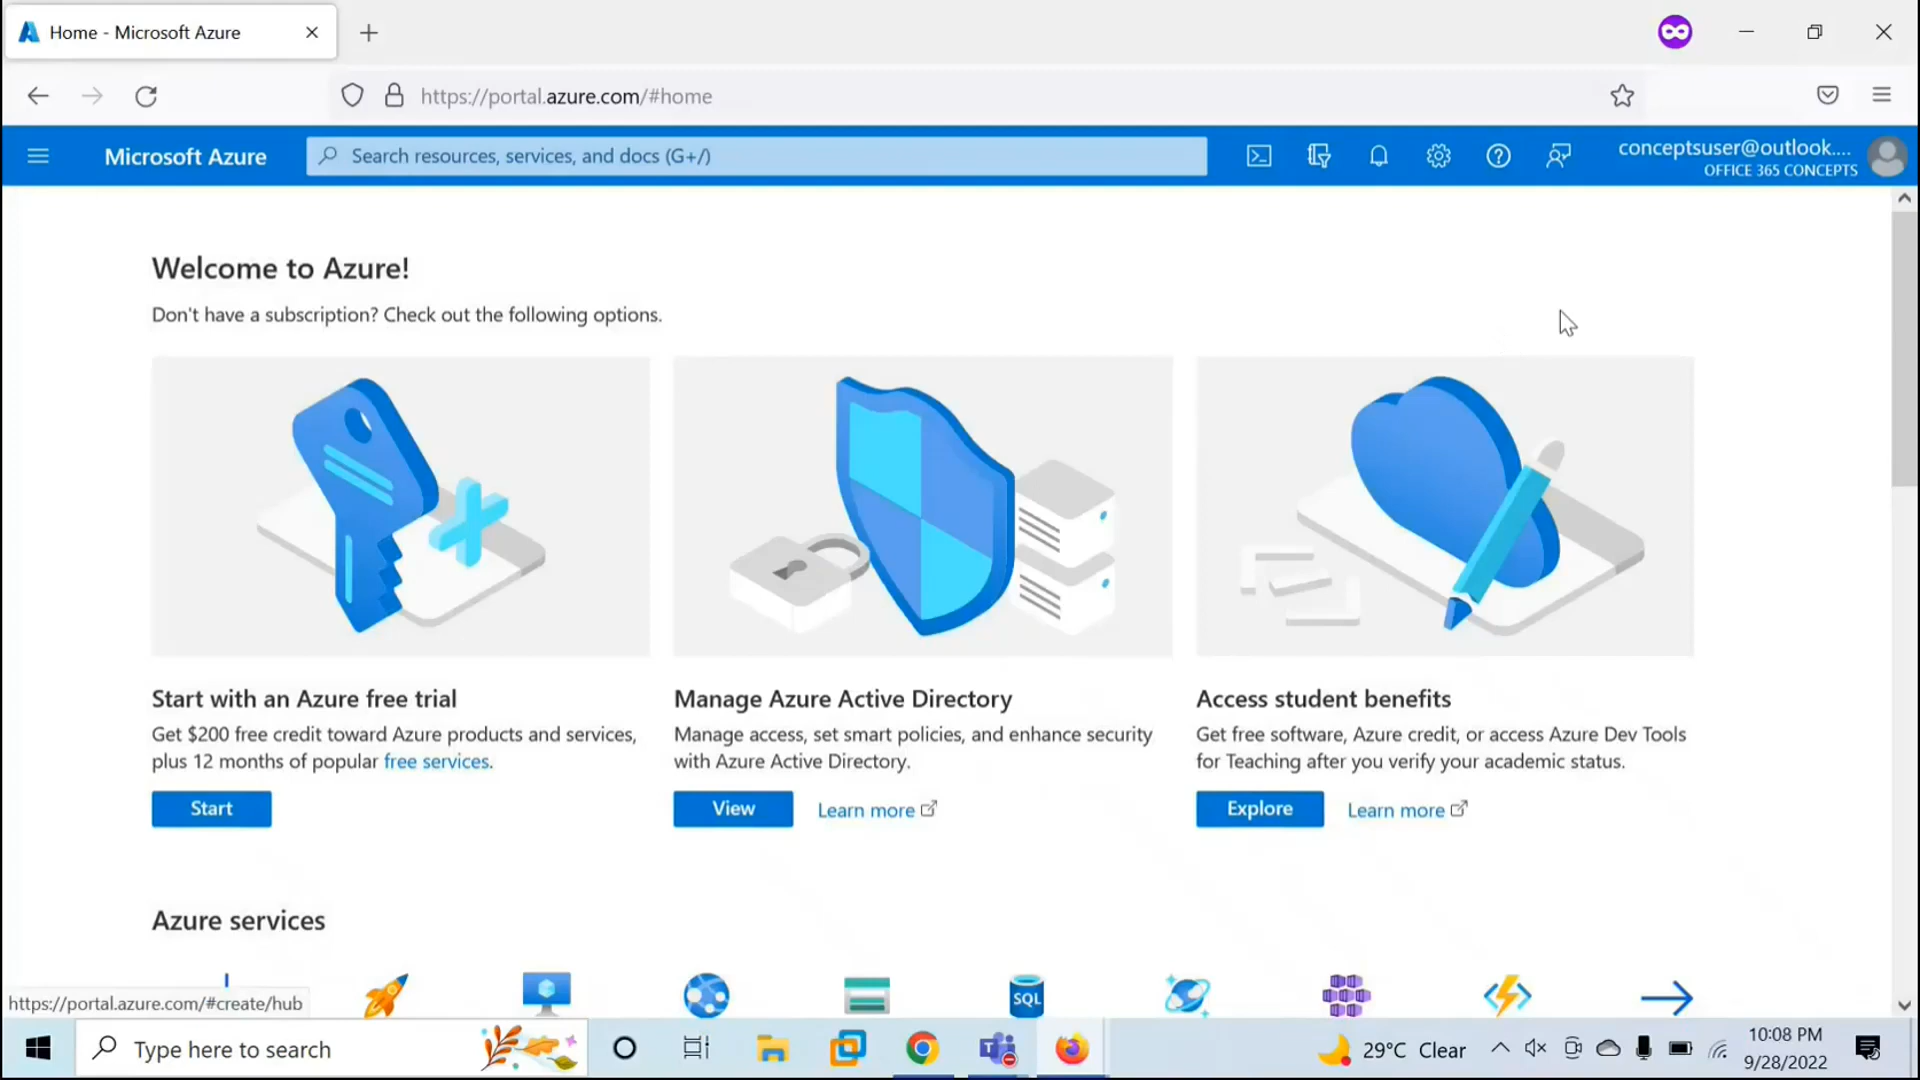 Home - Microsoft Azure
https://portal.azure.com/#home
Microsoft Azure
Search resources, services, and docs (G+/)
conceptsuser@outlook....
OFFICE 365 CONCEPTS
Welcome to Azure!
Don't have a subscription? Check out the following options.
Start with an Azure free trial
Get $200 free credit toward Azure products and services,
plus 12 months of popular free services.
Start
Manage Azure Active Directory
Manage access, set smart policies, and enhance security
with Azure Active Directory.
View
Learn more
Access student benefits
Get free software, Azure credit, or access Azure Dev Tools
for Teaching after you verify your academic status.
Explore
Learn more
Azure services
SQL
https://portal.azure.com/#create/hub
Type here to search
29°C Clear
10:08 PM
9/28/2022